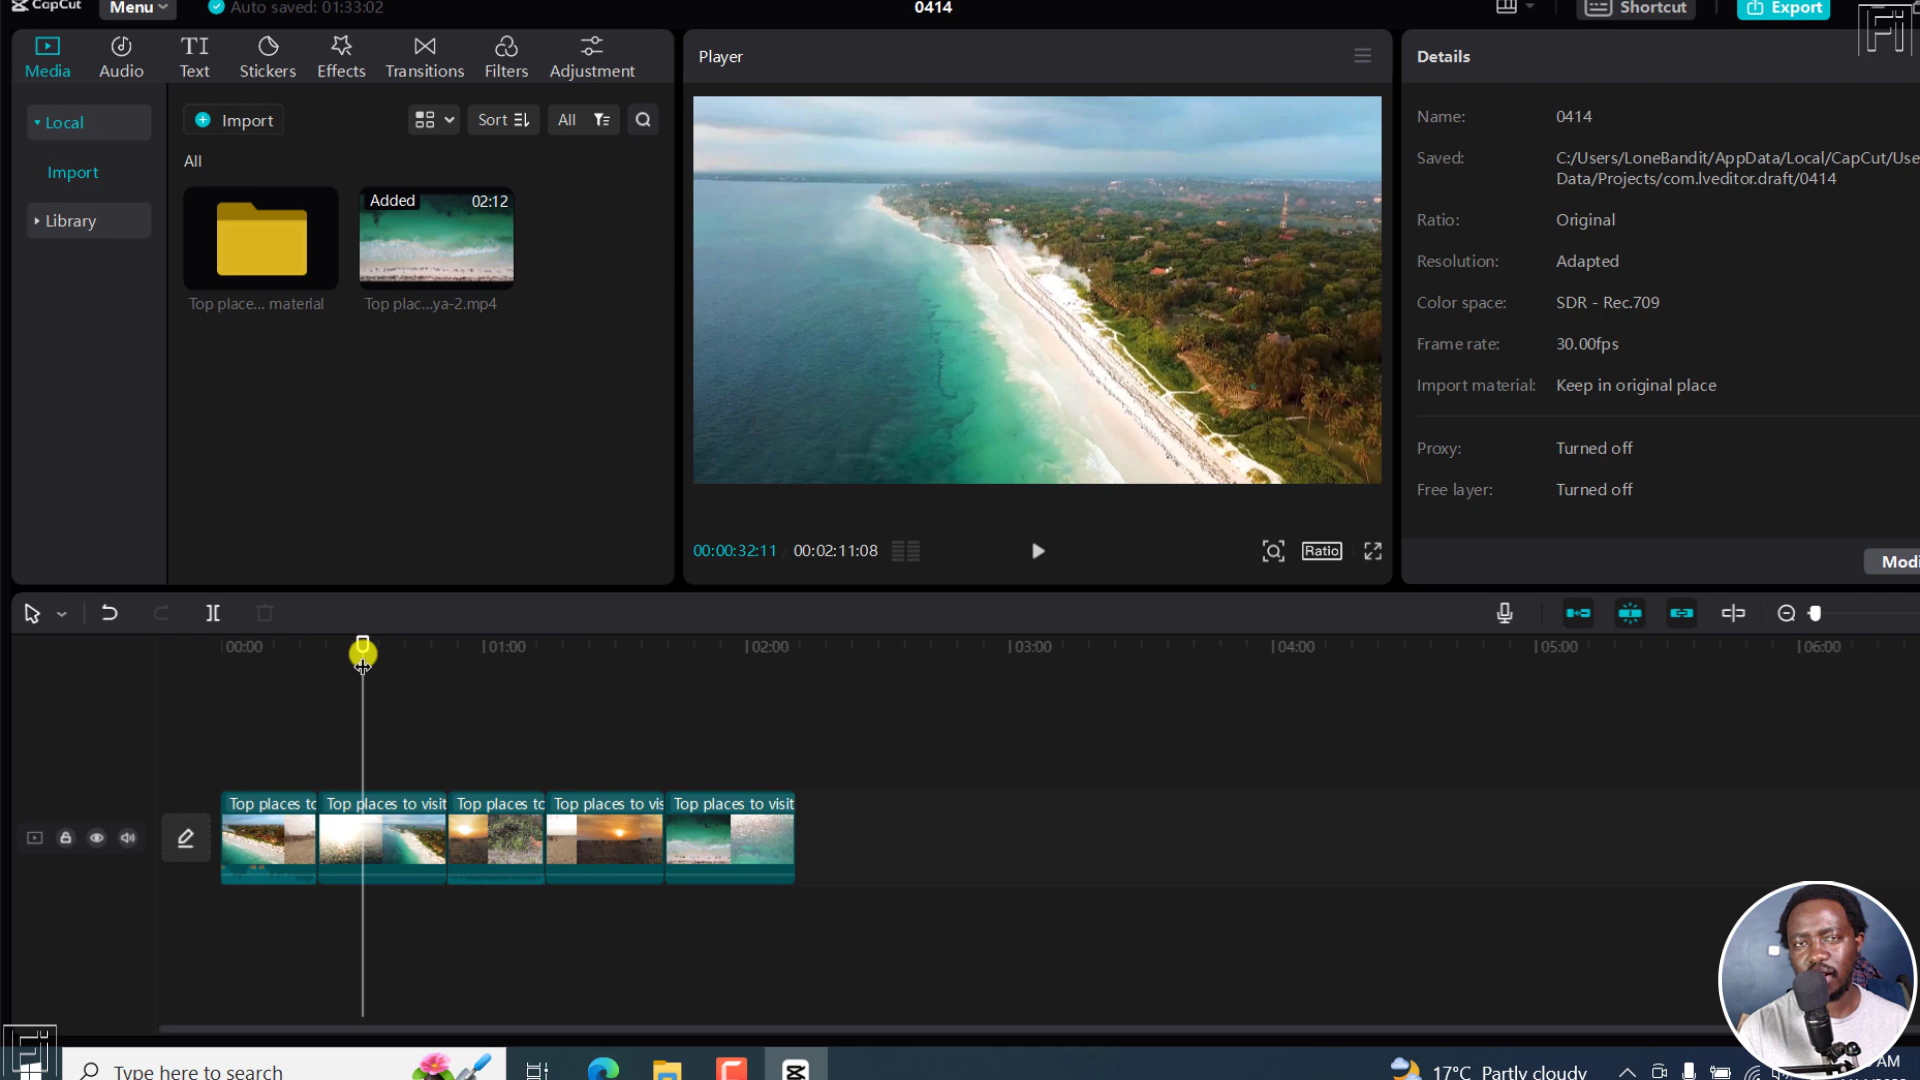 CapCut
Menu
Auto saved: 01:33:02
0414
Shortcut
Export
Fi
Media
Audio
TI
Text
Stickers
Effects
Transitions
Filters
Adjustment
Player
Details
Local
Import
Library
Import
Sort
All
All
Added
02:12
Top place... material
Top plac...ya-2.mp4
Name:
0414
Saved:
C:/Users/LoneBandit/AppData/Local/CapCut/Use
Data/Projects/com.lveditor.draft/0414
Ratio:
Original
Resolution:
Adapted
Color space:
SDR - Rec.709
Frame rate:
30.00fps
Import material:
Keep in original place
Proxy:
Turned off
Free layer:
Turned off
Modi
00:00:32:11 / 00:02:11:08
Ratio
00:00
01:00
02:00
03:00
04:00
05:00
06:00
Top places to
Top places to visit
Top places to
Top places to vis
Top places to visit
Fi
Type here to search
17°C Partly cloudy
AM